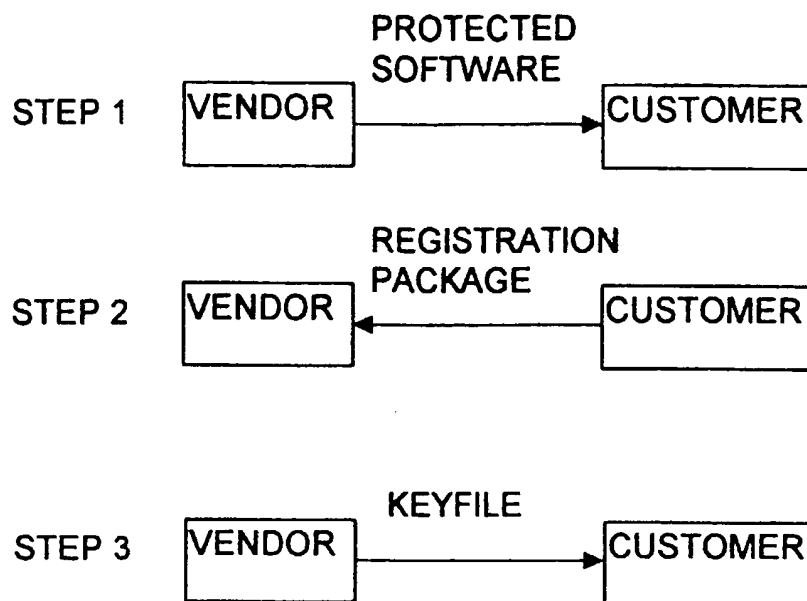 PROTECTED
SOFTWARE
STEP 1
VENDOR
CUSTOMER
REGISTRATION
PACKAGE
STEP 2
VENDOR
CUSTOMER
KEYFILE
STEP 3
VENDOR
CUSTOMER